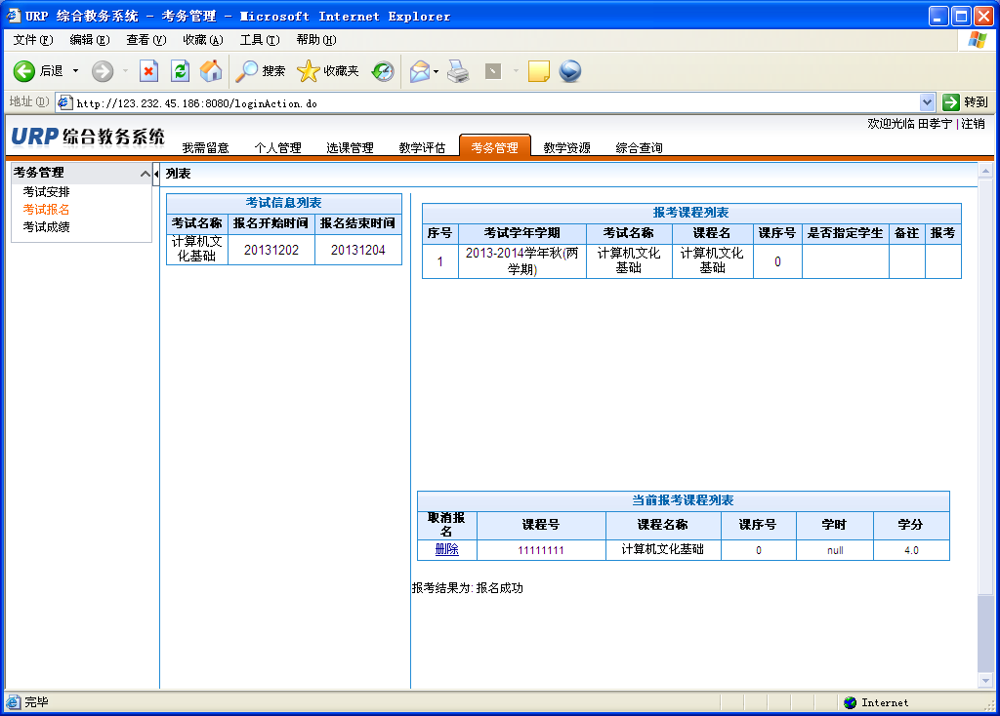 URP 综合教务系统 - 考务管理 - Microsoft Internet Explorer
文件(F) 编辑(E) 查看(V) 收藏(A) 工具(T) 帮助(H)
后退 搜索 收藏夹
地址(D) http://123.232.45.186:8080/loginAction.do 转到
欢迎光临 田孝宁 | 注销
URP 综合教务系统
我需留意 个人管理 选课管理 教学评估 考务管理 教学资源 综合查询
考务管理
考试安排
考试报名
考试成绩
列表
考试信息列表
考试名称 报名开始时间 报名结束时间
计算机文化基础 20131202 20131204
报考课程列表
序号 考试学年学期 考试名称 课程名 课序号 是否指定学生 备注 报考
1 2013-2014学年秋(两学期) 计算机文化基础 计算机文化基础 0
当前报考课程列表
取消报名 课程号 课程名称 课序号 学时 学分
删除 11111111 计算机文化基础 0 null 4.0
报考结果为: 报名成功
完毕 Internet